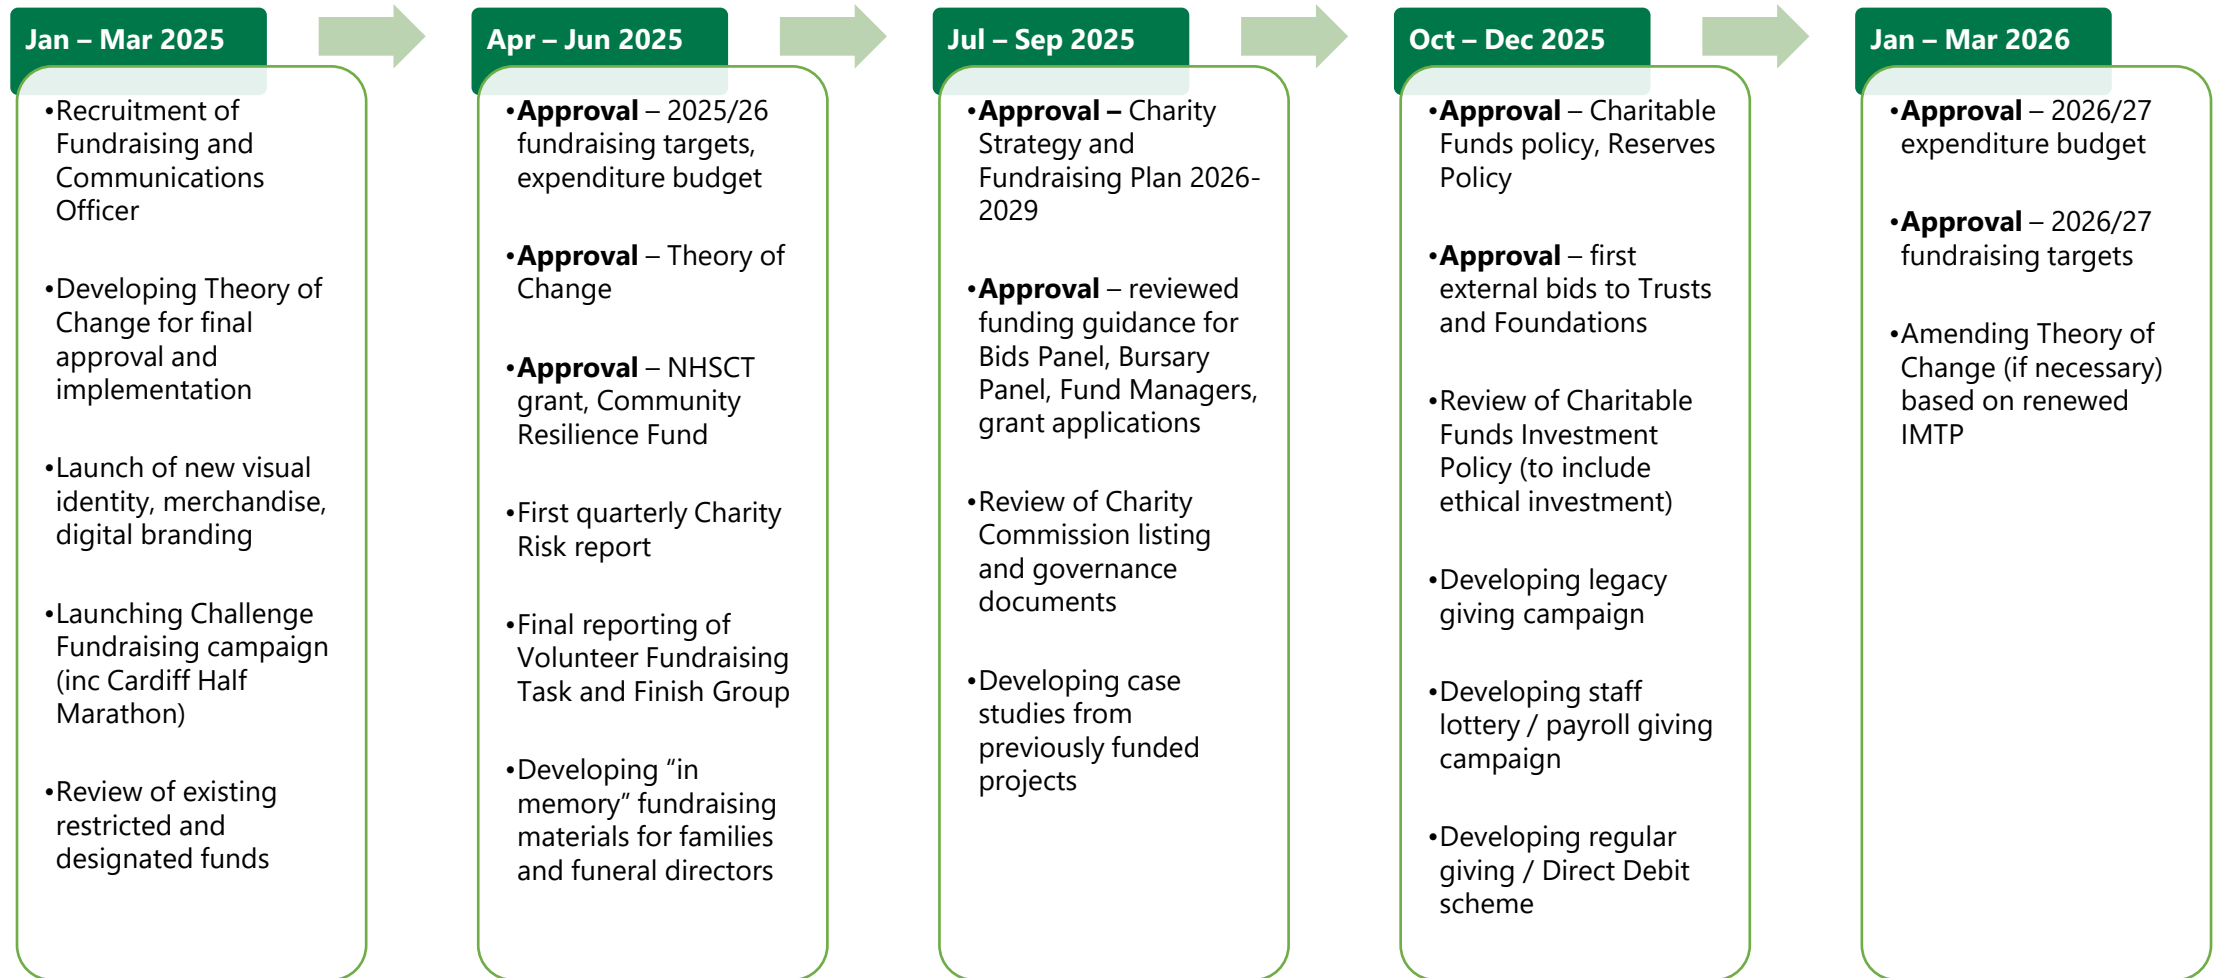 Jan – Mar 2025
•Recruitment of
Fundraising and
Communications
Officer
•Developing Theory of
Change for final
approval and
implementation
•Launch of new visual
identity, merchandise,
digital branding
•Launching Challenge
Fundraising campaign
(inc Cardiff Half
Marathon)
•Review of existing
restricted and
designated funds
Apr – Jun 2025
•Approval – 2025/26
fundraising targets,
expenditure budget
•Approval – Theory of
Change
•Approval – NHSCT
grant, Community
Resilience Fund
•First quarterly Charity
Risk report
•Final reporting of
Volunteer Fundraising
Task and Finish Group
•Developing “in
memory” fundraising
materials for families
and funeral directors
Jul – Sep 2025
•Approval – Charity
Strategy and
Fundraising Plan 2026-
2029
•Approval – reviewed
funding guidance for
Bids Panel, Bursary
Panel, Fund Managers,
grant applications
•Review of Charity
Commission listing
and governance
documents
•Developing case
studies from
previously funded
projects
Oct – Dec 2025
•Approval – Charitable
Funds policy, Reserves
Policy
•Approval – first
external bids to Trusts
and Foundations
•Review of Charitable
Funds Investment
Policy (to include
ethical investment)
•Developing legacy
giving campaign
•Developing staff
lottery / payroll giving
campaign
•Developing regular
giving / Direct Debit
scheme
Jan – Mar 2026
•Approval – 2026/27
expenditure budget
•Approval – 2026/27
fundraising targets
•Amending Theory of
Change (if necessary)
based on renewed
IMTP